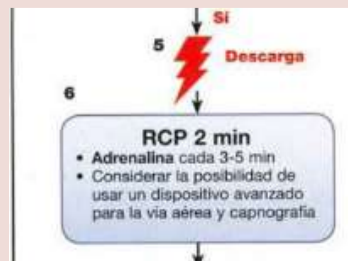 Sí
5
Descarga
6
RCP 2 min
• Adrenalina cada 3-5 min
• Considerar la posibilidad de
usar un dispositivo avanzado
para la vía aérea y capnografía